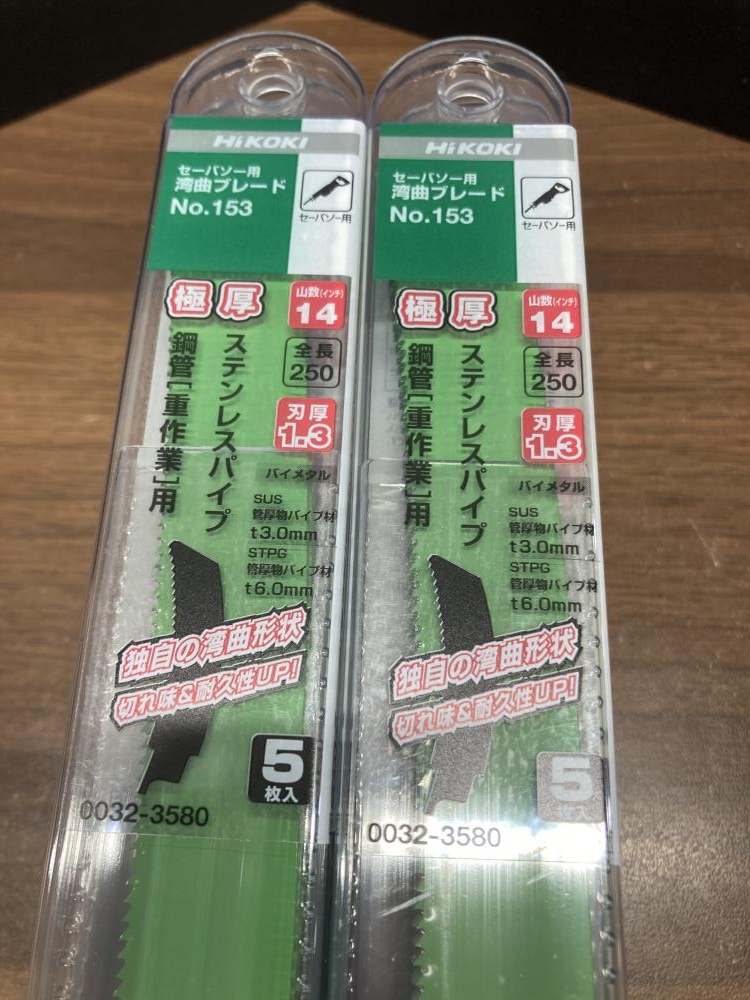 HiKOKI
セーバソー用
湾曲ブレード
No.153
セーバソー用
極厚
山数(インチ)
14
全長
250
刃厚
1.3
ステンレスパイプ
鋼管[重作業]用
バイメタル
SUS
管厚物パイプ材
t3.0mm
STPG
管厚物パイプ材
t6.0mm
独自の湾曲形状
切れ味&耐久性UP!
5
枚入
0032-3580
HiKOKI
セーバソー用
湾曲ブレード
No.153
セーバソー用
極厚
山数(インチ)
14
全長
250
刃厚
1.3
ステンレスパイプ
鋼管[重作業]用
バイメタル
SUS
管厚物パイプ材
t3.0mm
STPG
管厚物パイプ材
t6.0mm
独自の湾曲形状
切れ味&耐久性UP!
5
枚入
0032-3580